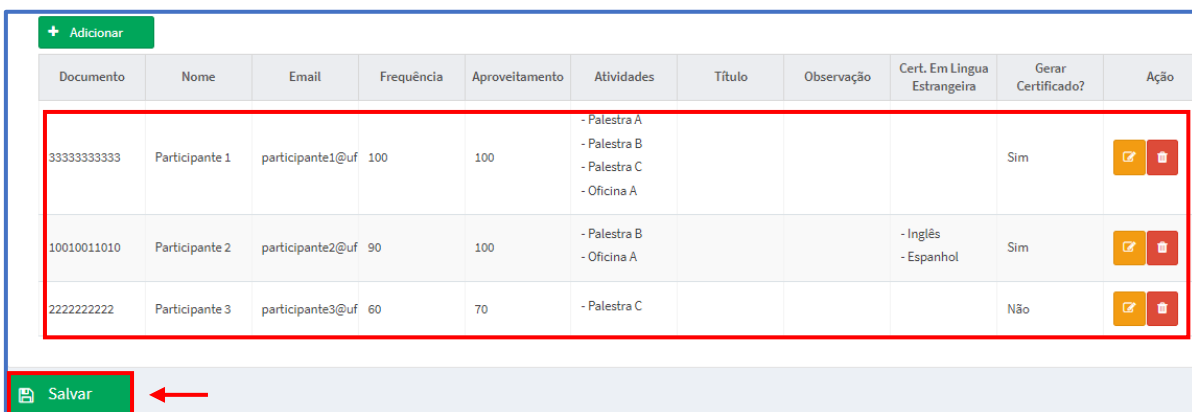 Adicionar
Documento Nome Email Frequência Aproveitamento Atividades Título Observação Cert. Em Lingua Estrangeira Gerar Certificado? Ação
- Palestra A
- Palestra B
33333333333 Participante 1 participante1@uf 100 100 Sim
- Palestra C
- Oficina A
- Palestra B - Inglês
10010011010 Participante 2 participante2@uf 90 100 Sim
- Oficina A - Espanhol
2222222222 Participante 3 participante3@uf 60 70 - Palestra C Não
Salvar